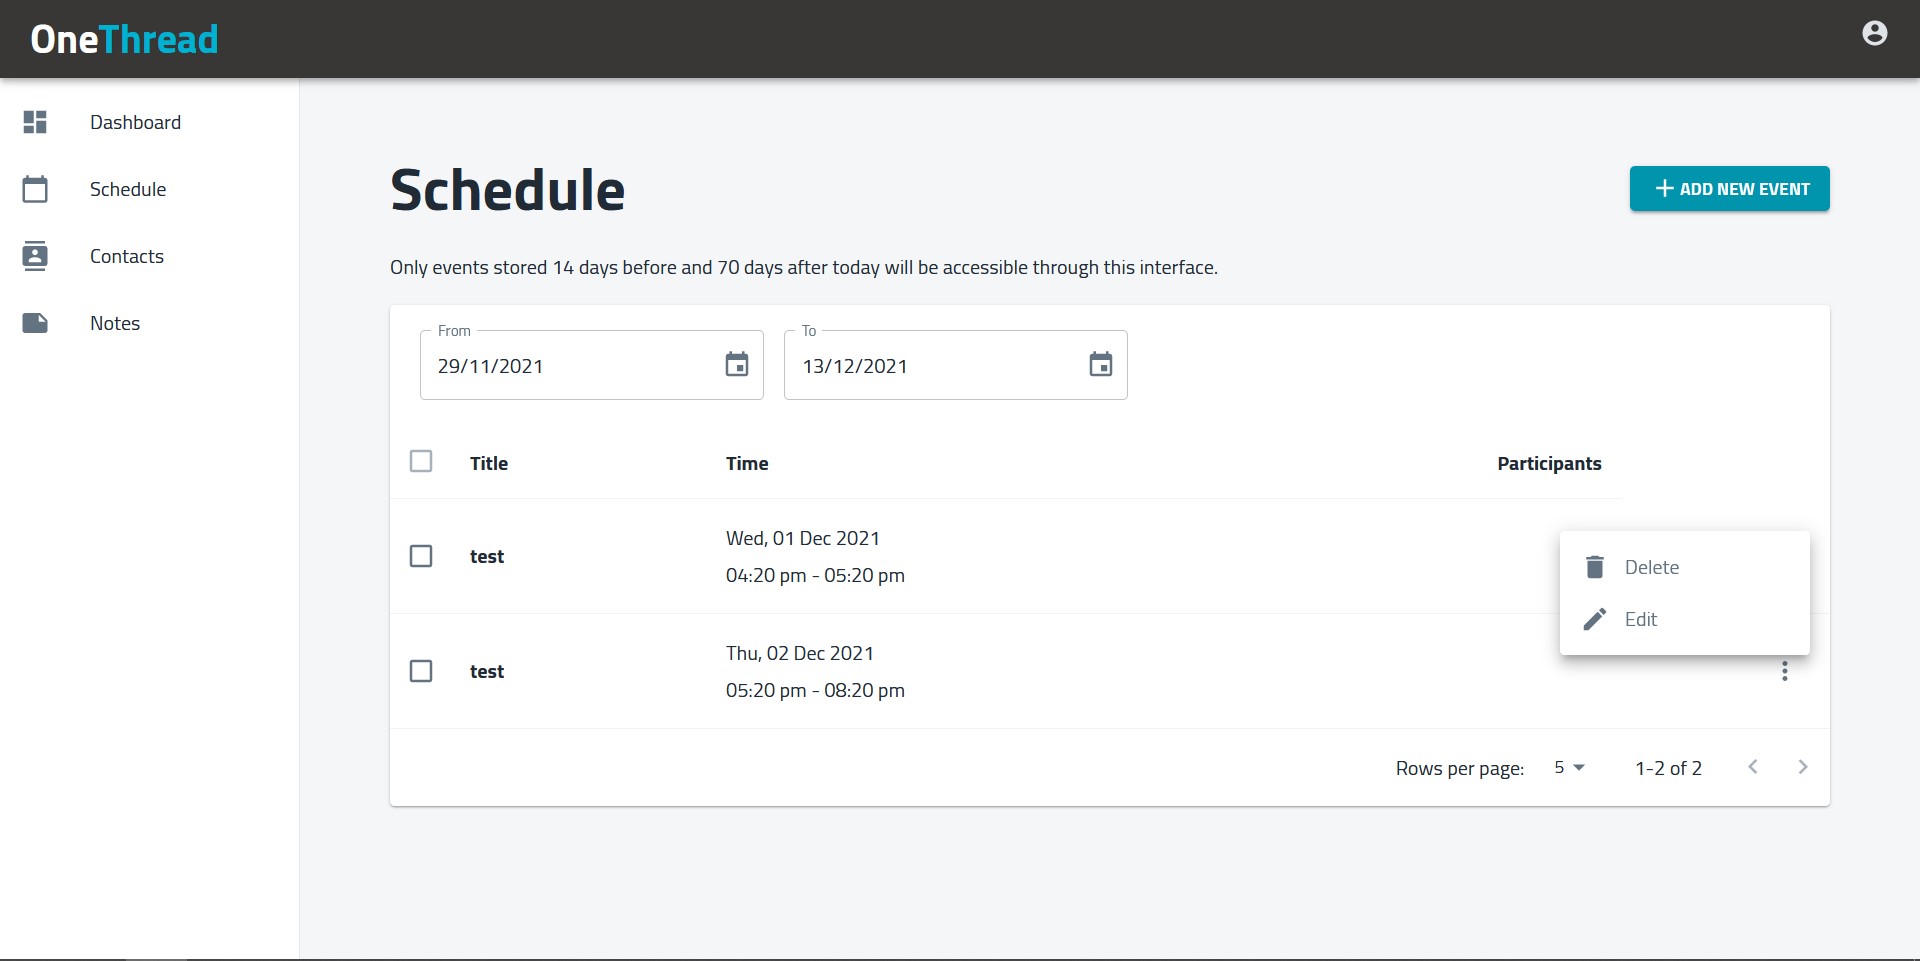 OneThread
Dashboard
Schedule
Contacts
Notes
Schedule
ADD NEW EVENT
Only events stored 14 days before and 70 days after today will be accessible through this interface.
From
29/11/2021
To
13/12/2021
Title Time Participants
test
Wed, 01 Dec 2021
04:20 pm - 05:20 pm
Delete
Edit
test
Thu, 02 Dec 2021
05:20 pm - 08:20 pm
Rows per page: 5 1-2 of 2